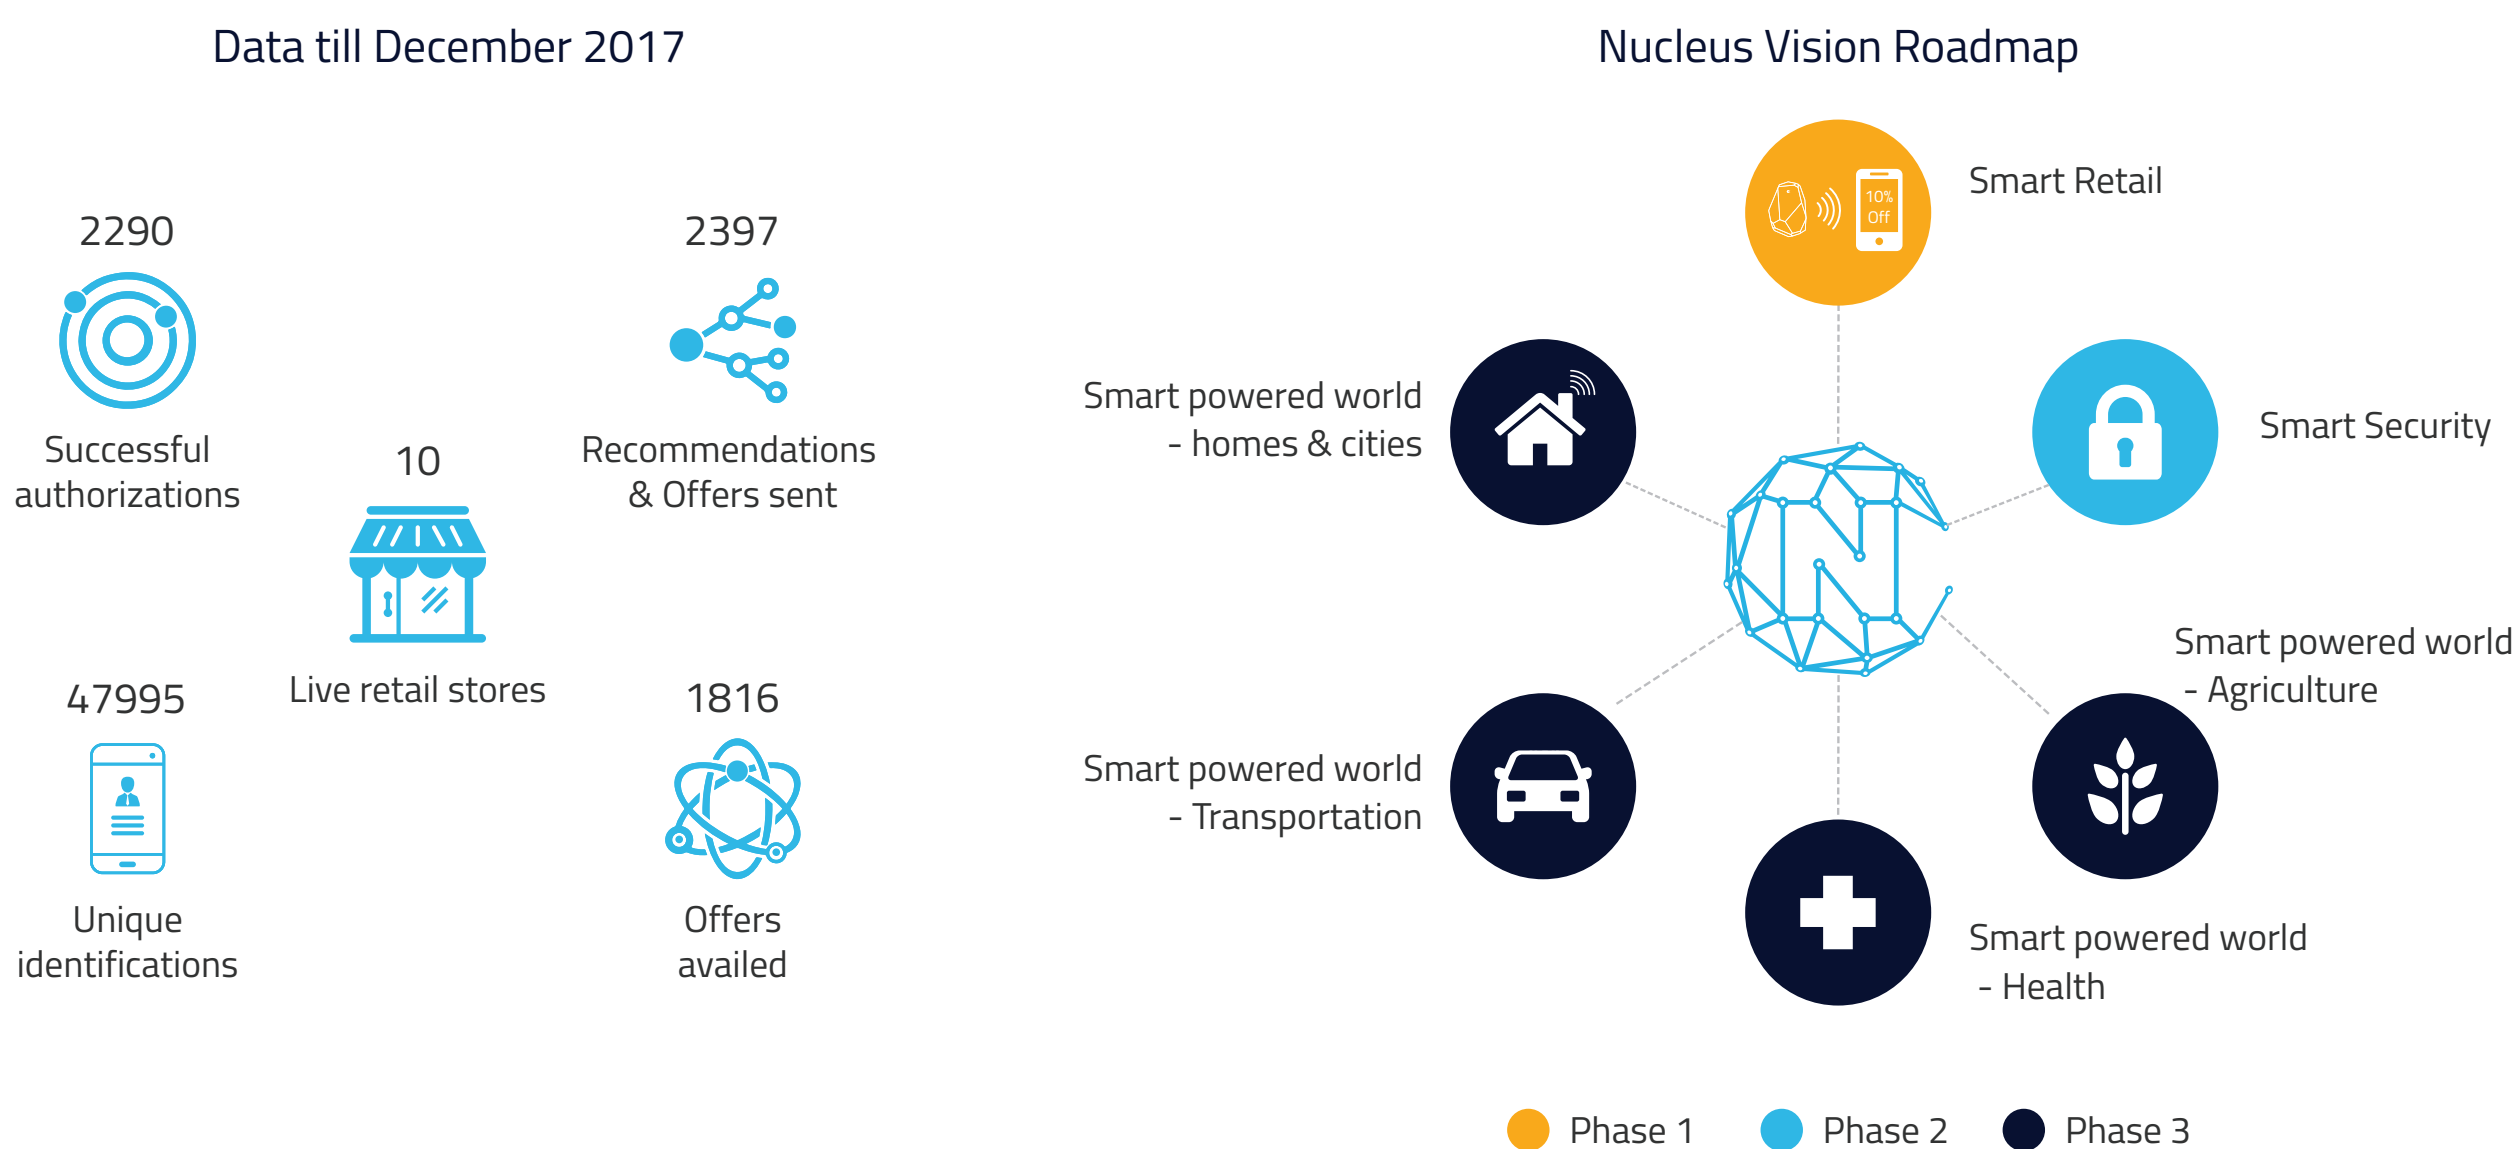 Data till December 2017
2290
Successful
authorizations
2397
Recommendations
& Offers sent
10
Live retail stores
47995
Unique
identifications
1816
Offers
availed
Nucleus Vision Roadmap
10%
Off
Smart Retail
Smart powered world
- homes & cities
Smart Security
Smart powered world
- Agriculture
Smart powered world
- Transportation
Smart powered world
- Health
Phase 1
Phase 2
Phase 3